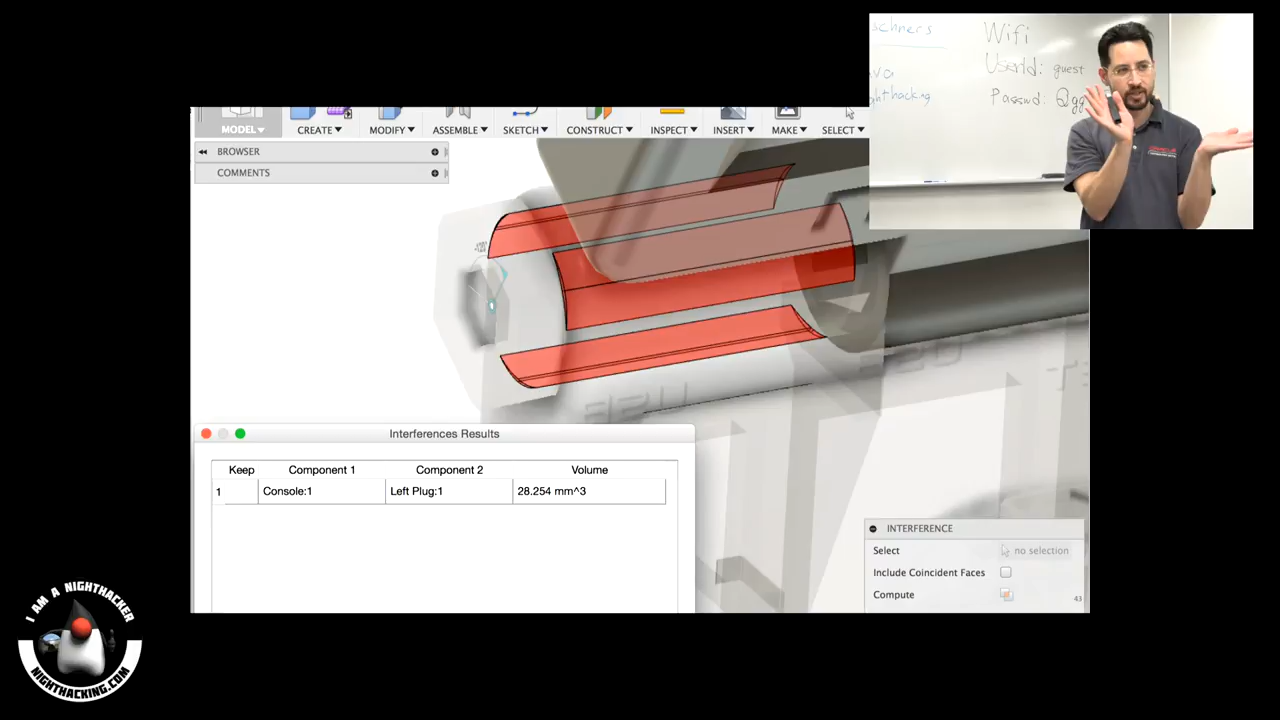 schners
Wifi
UserId: guest
Passwd:
MODEL
CREATE
MODIFY
ASSEMBLE
SKETCH
CONSTRUCT
INSPECT
INSERT
MAKE
SELECT
BROWSER
COMMENTS
Interferences Results
Keep Component 1 Component 2 Volume
1 Console:1 Left Plug:1 28.254 mm^3
INTERFERENCE
Select no selection
Include Coincident Faces
Compute
43
I AM A NIGHTHACKER
NIGHTHACKING.COM